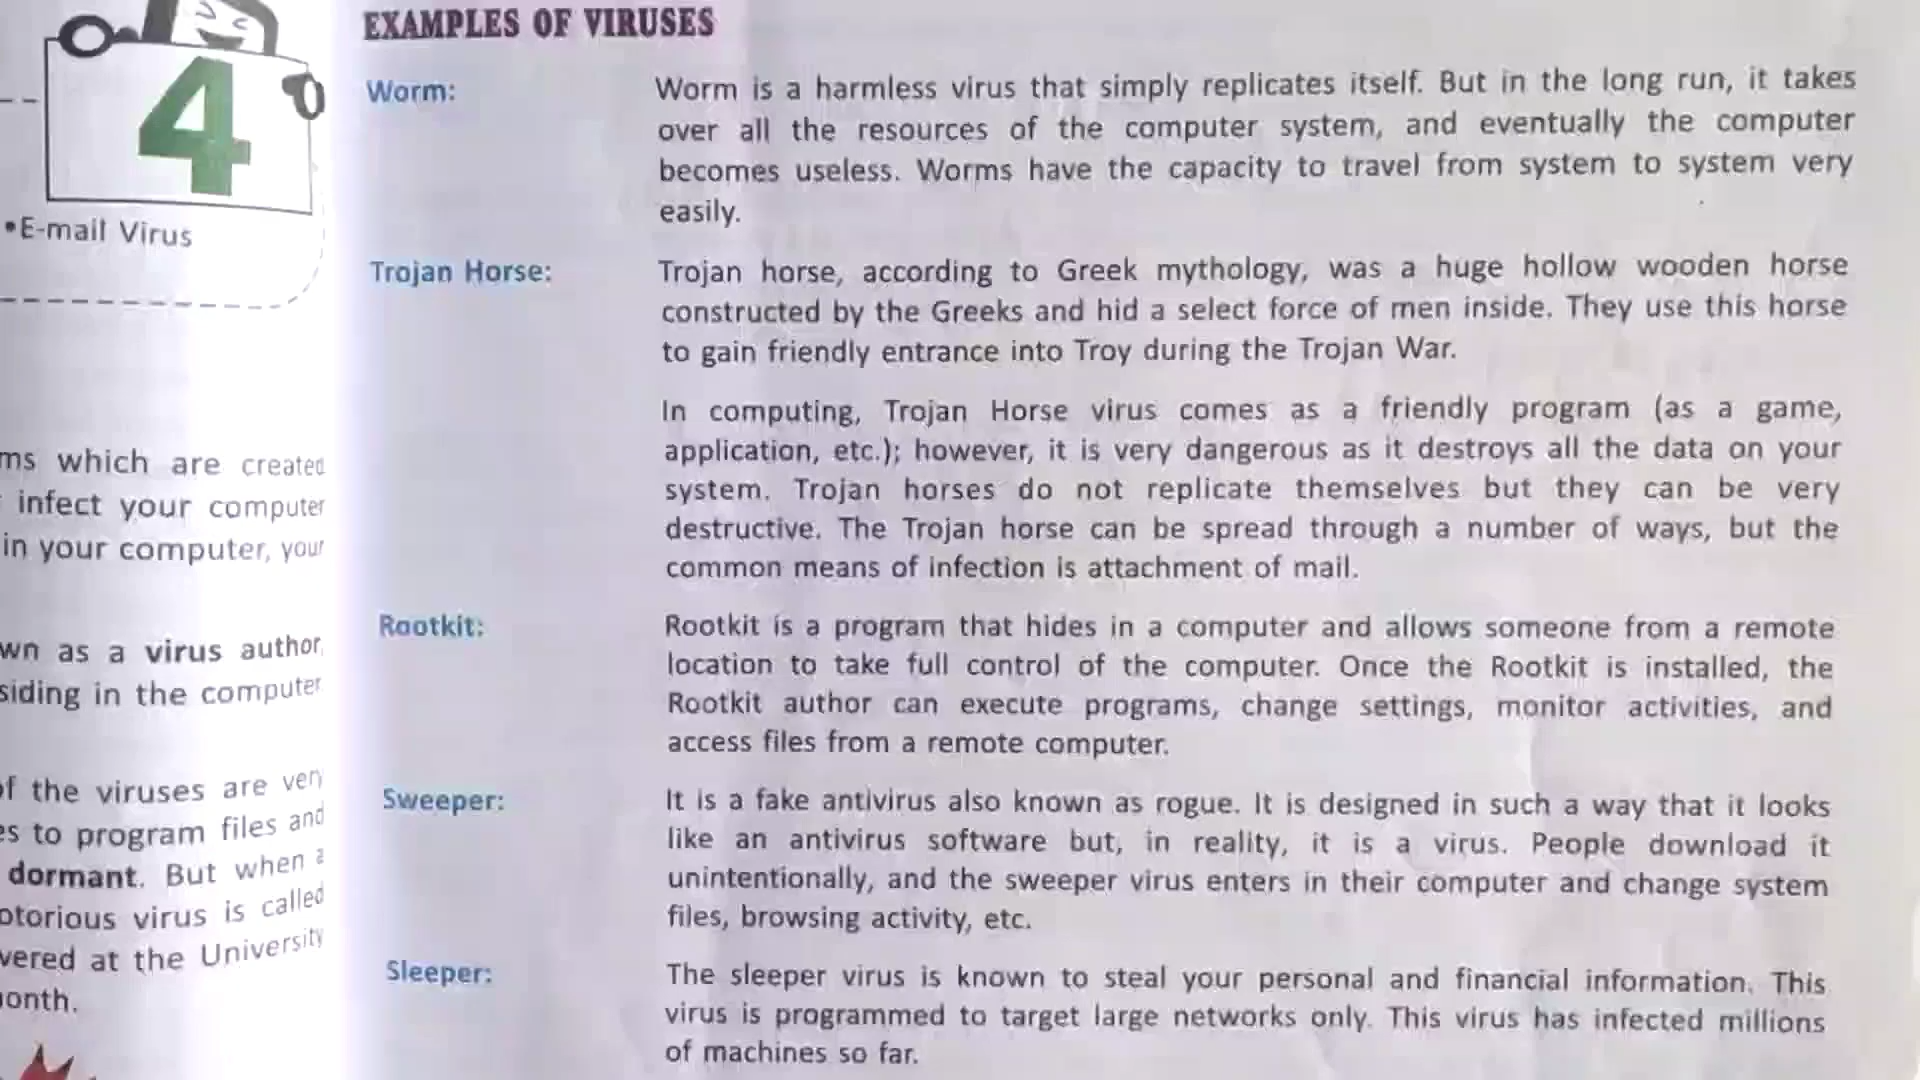 4
•E-mail Virus
ms which are created
infect your computer
in your computer, your
wn as a virus author,
siding in the computer
of the viruses are very
es to program files and
dormant. But when a
otorious virus is called
vered at the University
onth.
EXAMPLES OF VIRUSES
Worm:
Worm is a harmless virus that simply replicates itself. But in the long run, it takes
over all the resources of the computer system, and eventually the computer
becomes useless. Worms have the capacity to travel from system to system very
easily.
Trojan Horse:
Trojan horse, according to Greek mythology, was a huge hollow wooden horse
constructed by the Greeks and hid a select force of men inside. They use this horse
to gain friendly entrance into Troy during the Trojan War.
In computing, Trojan Horse virus comes as a friendly program (as a game,
application, etc.); however, it is very dangerous as it destroys all the data on your
system. Trojan horses do not replicate themselves but they can be very
destructive. The Trojan horse can be spread through a number of ways, but the
common means of infection is attachment of mail.
Rootkit:
Rootkit is a program that hides in a computer and allows someone from a remote
location to take full control of the computer. Once the Rootkit is installed, the
Rootkit author can execute programs, change settings, monitor activities, and
access files from a remote computer.
Sweeper:
It is a fake antivirus also known as rogue. It is designed in such a way that it looks
like an antivirus software but, in reality, it is a virus. People download it
unintentionally, and the sweeper virus enters in their computer and change system
files, browsing activity, etc.
Sleeper:
The sleeper virus is known to steal your personal and financial information. This
virus is programmed to target large networks only. This virus has infected millions
of machines so far.